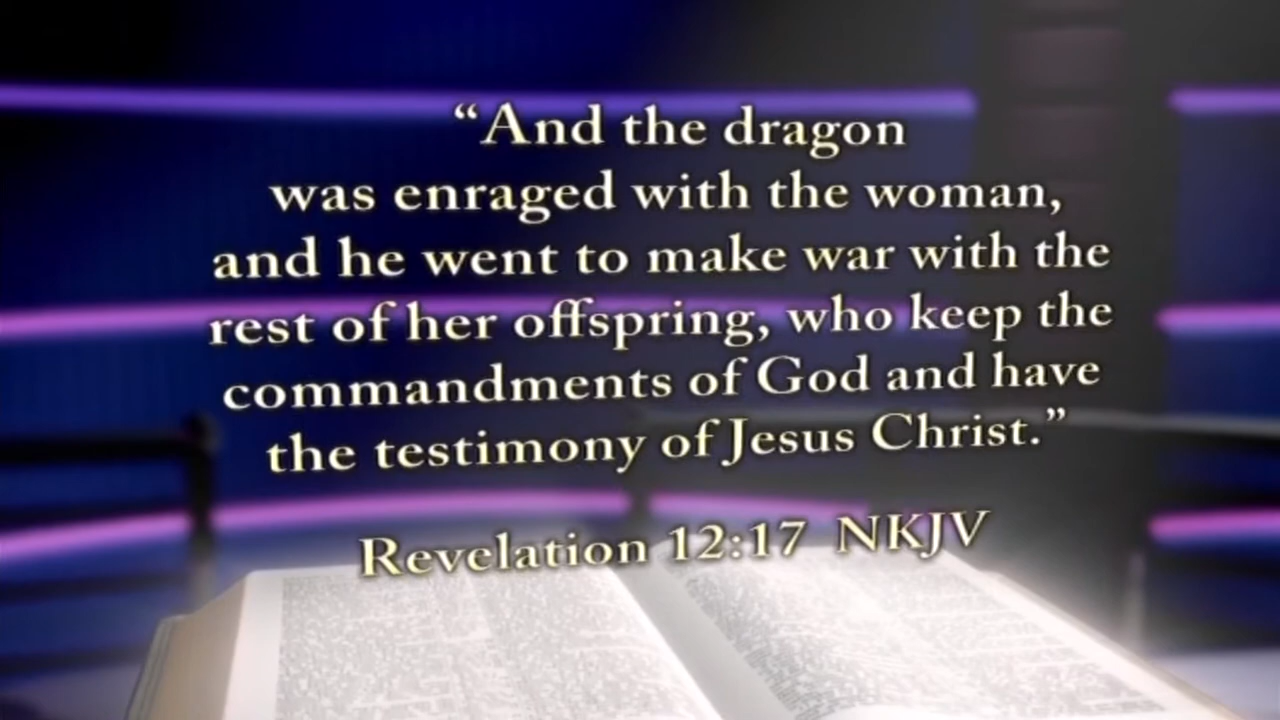 “And the dragon
was enraged with the woman,
and he went to make war with the
rest of her offspring, who keep the
commandments of God and have
the testimony of Jesus Christ.”
Revelation 12:17 NKJV